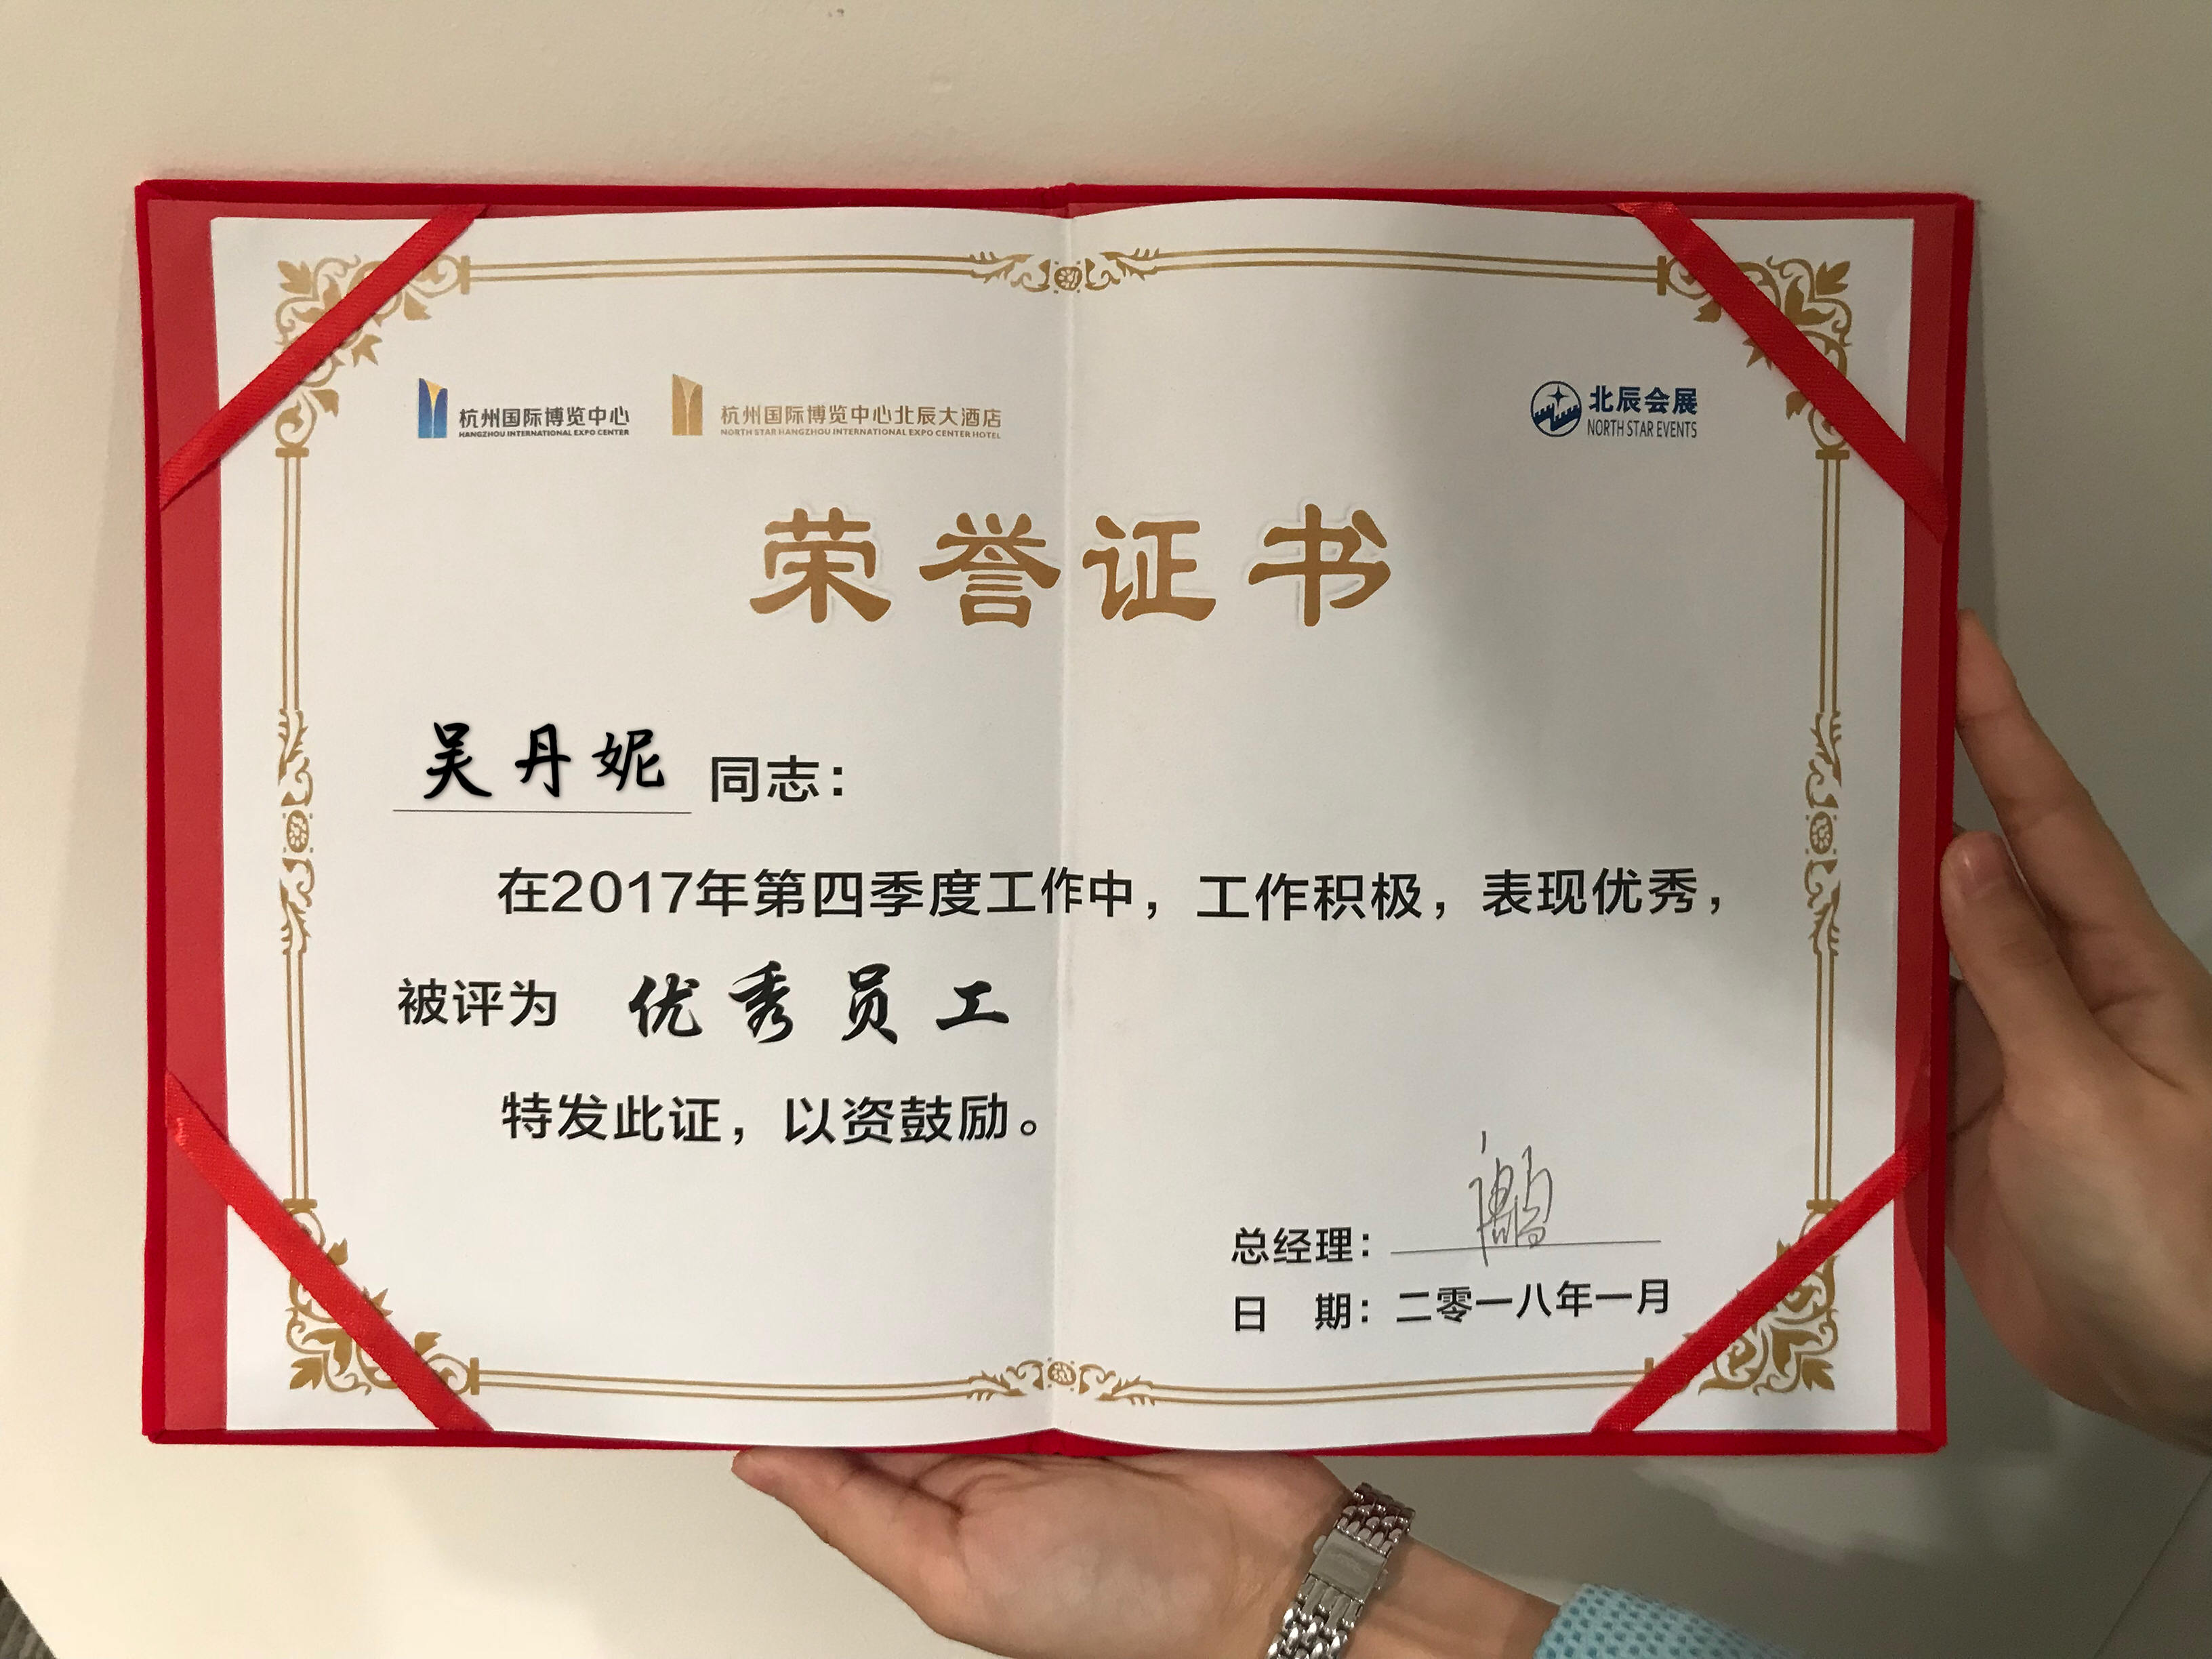 杭州国际博览中心
HANGZHOU INTERNATIONAL EXPO CENTER
杭州国际博览中心北辰大酒店
NORTH STAR HANGZHOU INTERNATIONAL EXPO CENTER HOTEL
北辰会展
NORTH STAR EVENTS
荣誉证书
吴丹妮 同志：
在2017年第四季度工作中，工作积极，表现优秀，
被评为 优秀员工
特发此证，以资鼓励。
总经理：
日 期：二零一八年一月